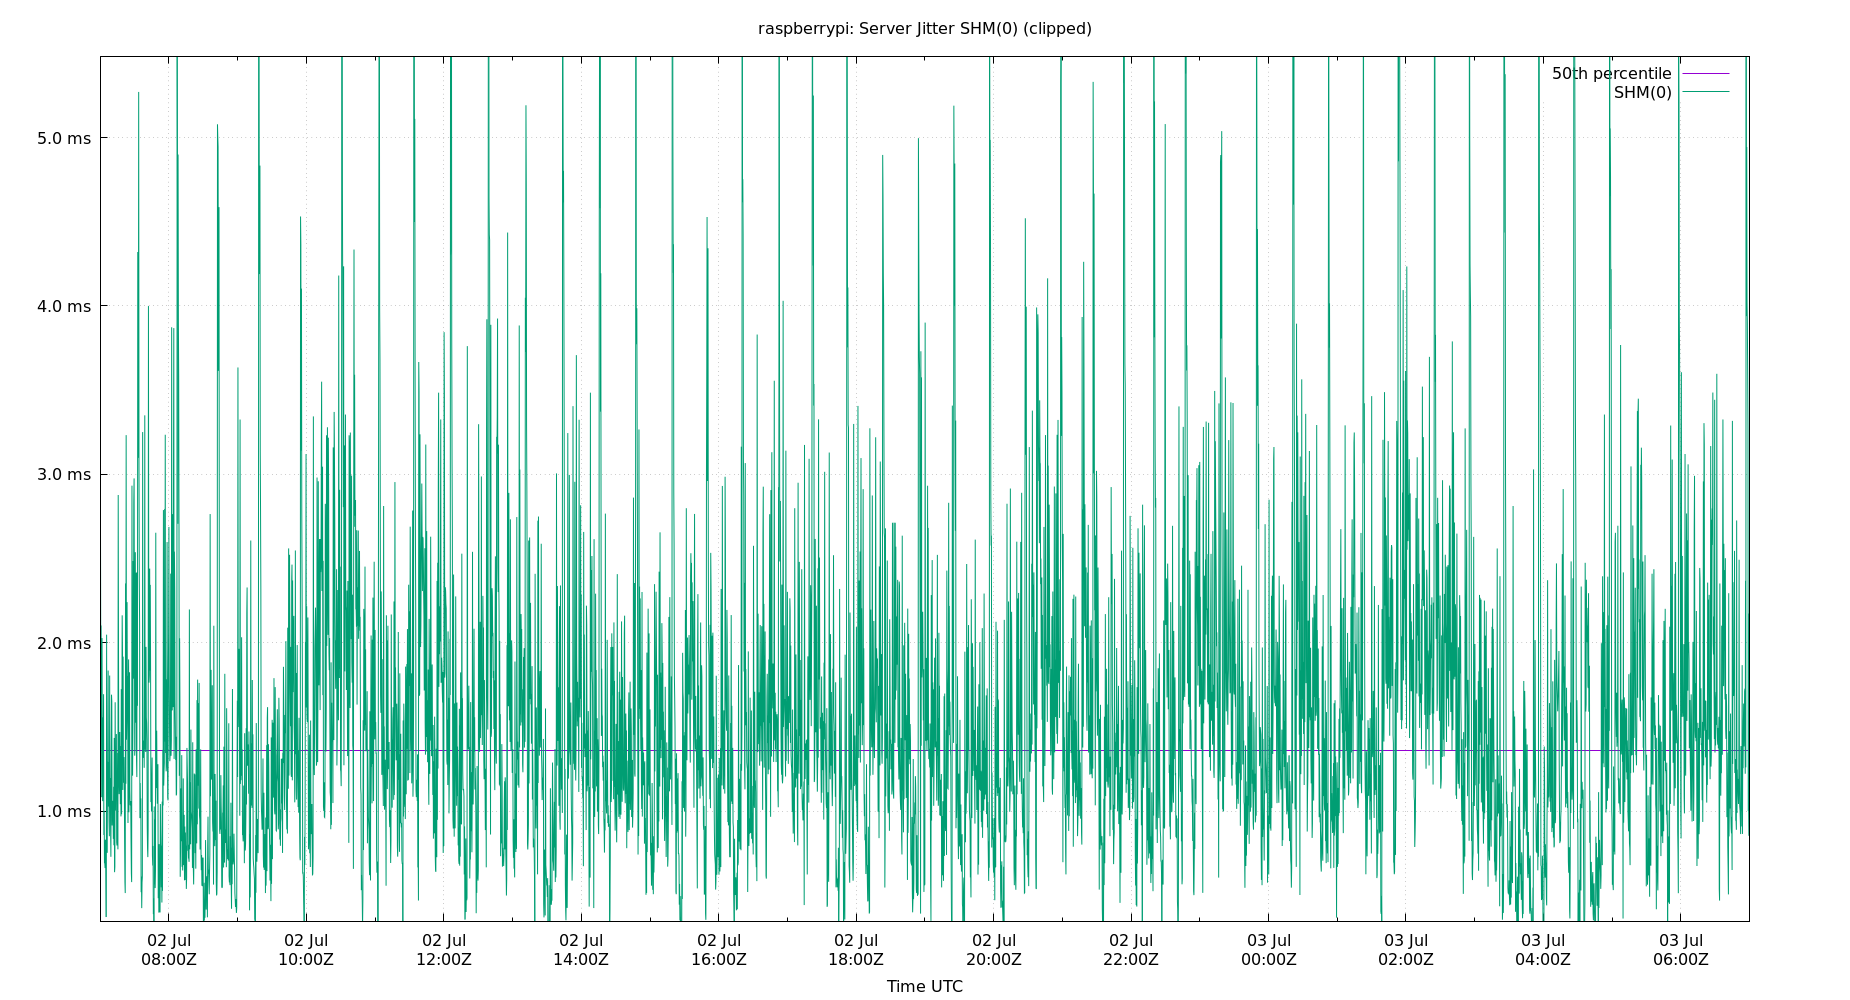 raspberrypi: Server Jitter SHM(0) (clipped)
50th percentile
SHM(0)
5.0 ms
4.0 ms
3.0 ms
2.0 ms
1.0 ms
02 Jul 02 Jul 02 Jul 02 Jul 02 Jul 02 Jul 02 Jul 02 Jul 03 Jul 03 Jul 03 Jul 03 Jul
08:00Z 10:00Z 12:00Z 14:00Z 16:00Z 18:00Z 20:00Z 22:00Z 00:00Z 02:00Z 04:00Z 06:00Z
Time UTC